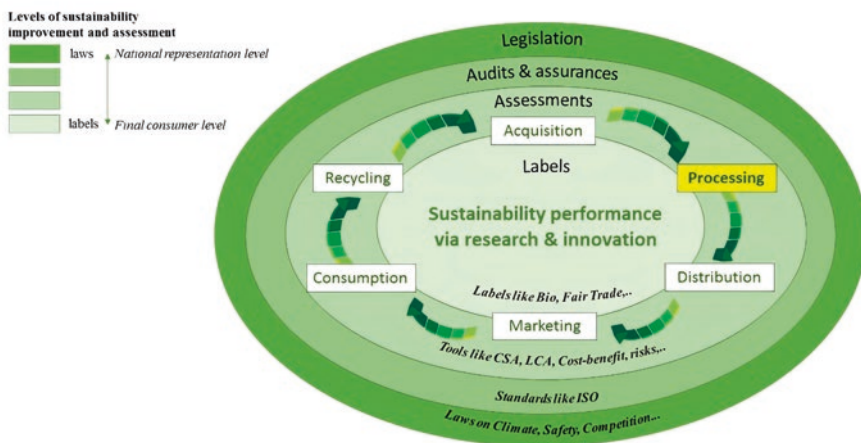 Levels of sustainability
improvement and assessment
laws
National representation level
labels
Final consumer level
Legislation
Audits & assurances
Assessments
Acquisition
Recycling
Labels
Processing
Sustainability performance
via research & innovation
Consumption
Distribution
Labels like Bio, Fair Trade,..
Marketing
Tools like CSA, LCA, Cost-benefit, risks,..
Standards like ISO
Laws on Climate, Safety, Competition...